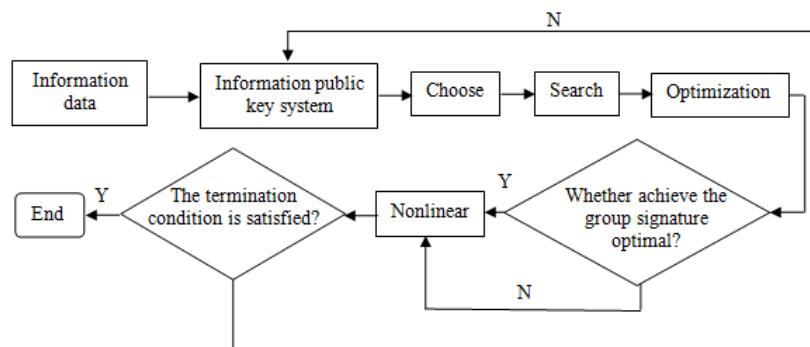 N
Information
data
Information public
key system
Choose
Search
Optimization
Y
The termination
condition is satisfied?
End
Nonlinear
Y
Whether achieve the
group signature
optimal?
N